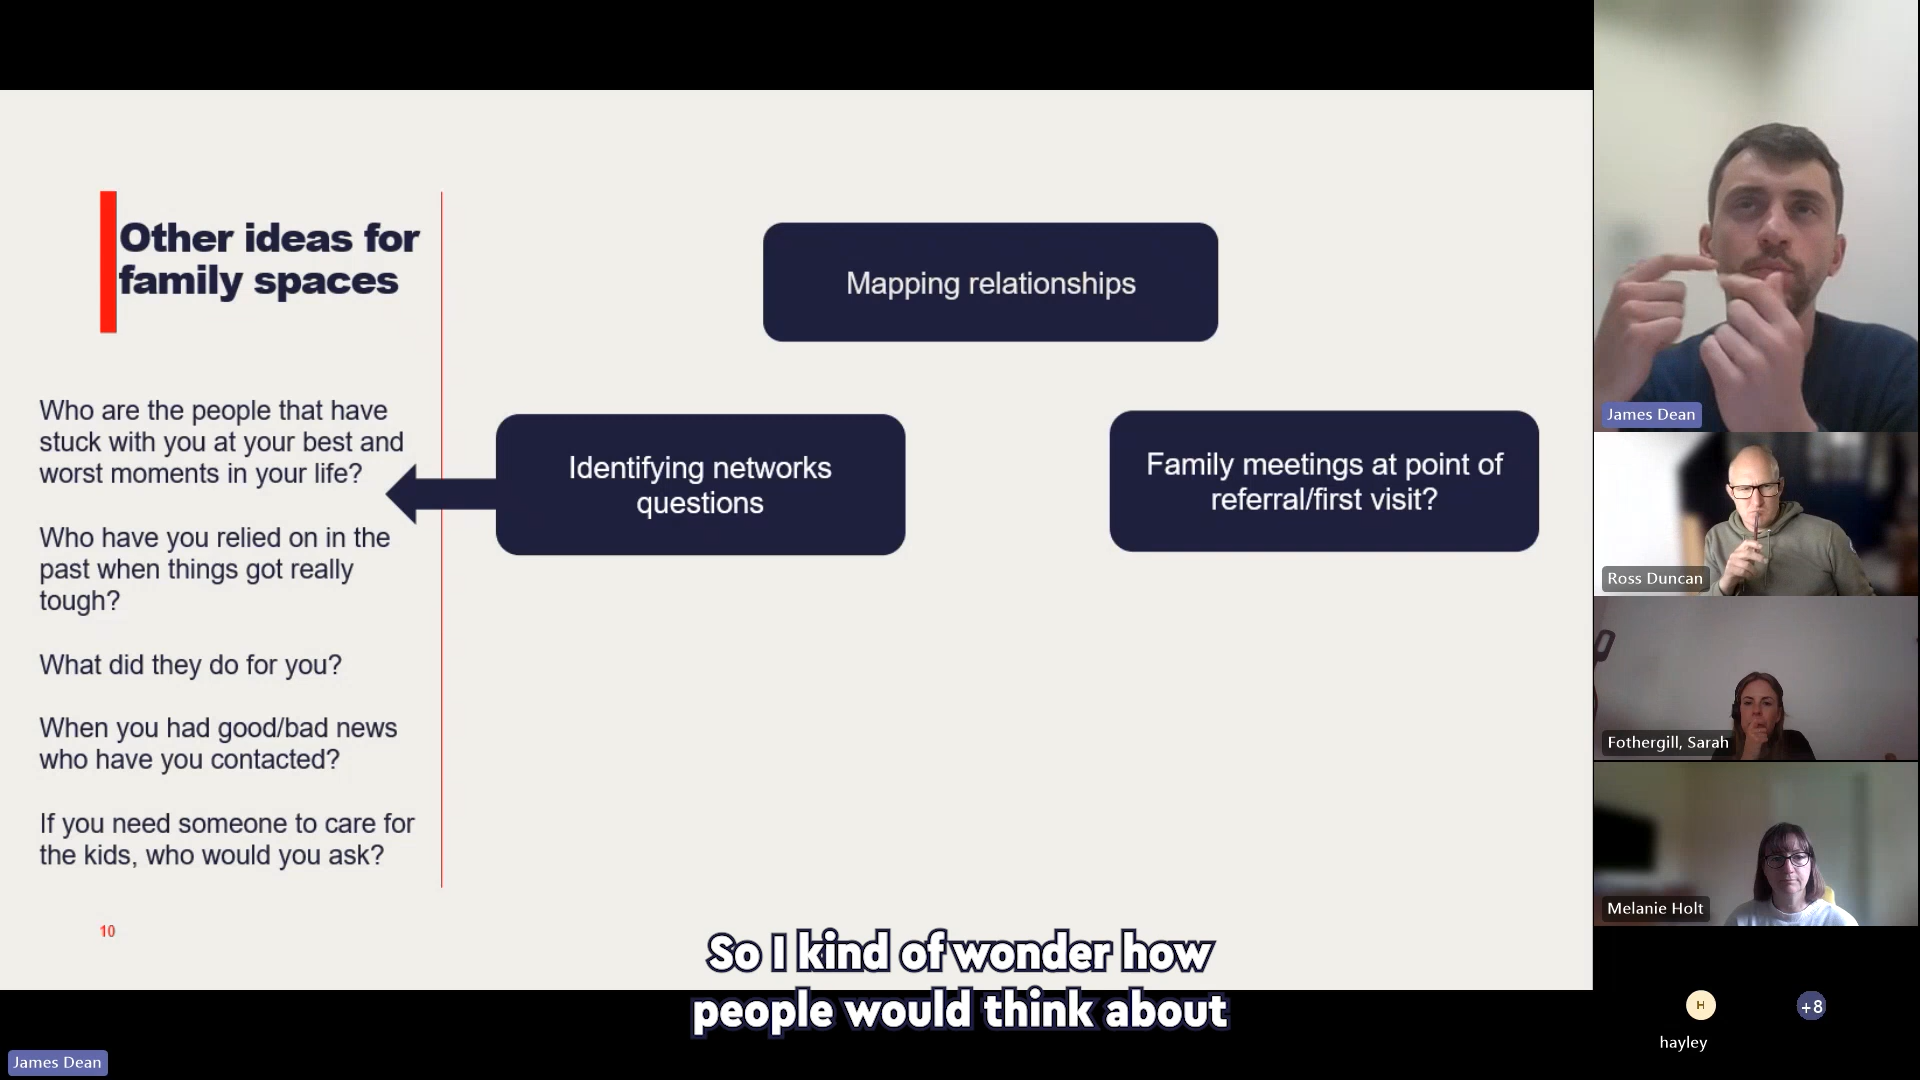 Other ideas for
family spaces
Who are the people that have
stuck with you at your best and
worst moments in your life?
Who have you relied on in the
past when things got really
tough?
What did they do for you?
When you had good/bad news
who have you contacted?
If you need someone to care for
the kids, who would you ask?
10
Mapping relationships
Identifying networks
questions
Family meetings at point of
referral/first visit?
So I kind of wonder how
people would think about
James Dean
James Dean
Ross Duncan
Fothergill, Sarah
Melanie Holt
H
hayley
+8